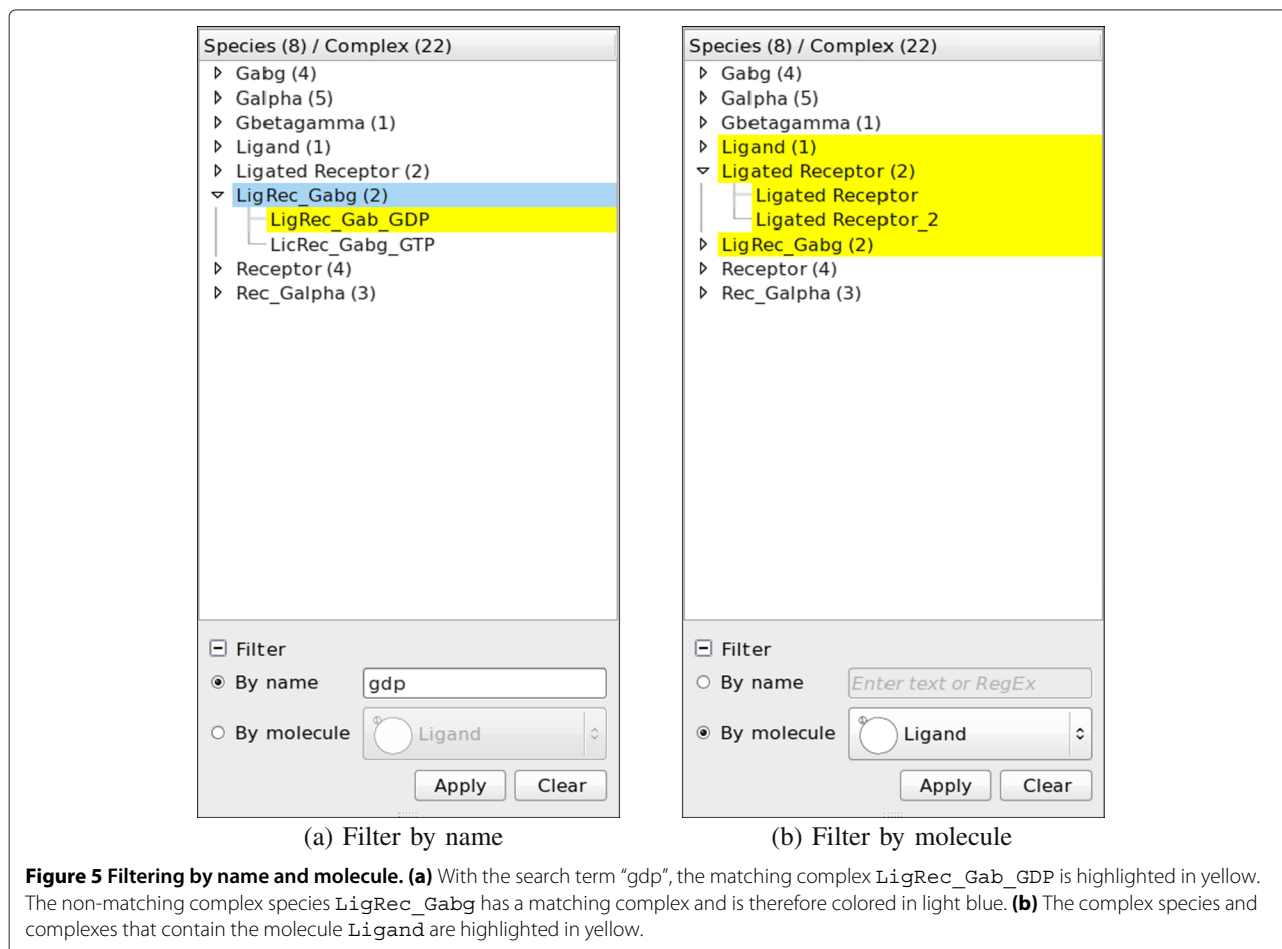 Species (8) / Complex (22)
Gabg (4)
Galpha (5)
Gbetagamma (1)
Ligand (1)
Ligated Receptor (2)
LigRec_Gabg (2)
LigRec_Gab_GDP
LicRec_Gabg_GTP
Receptor (4)
Rec_Galpha (3)
Filter
By name gdp
By molecule ① Ligand
Apply Clear
(a) Filter by name
Species (8) / Complex (22)
Gabg (4)
Galpha (5)
Gbetagamma (1)
Ligand (1)
Ligated Receptor (2)
Ligated Receptor
Ligated Receptor_2
LigRec_Gabg (2)
Receptor (4)
Rec_Galpha (3)
Filter
By name Enter text or RegEx
By molecule ① Ligand
Apply Clear
(b) Filter by molecule
Figure 5 Filtering by name and molecule. (a) With the search term “gdp”, the matching complex LigRec_Gab_GDP is highlighted in yellow.
The non-matching complex species LigRec_Gabg has a matching complex and is therefore colored in light blue. (b) The complex species and
complexes that contain the molecule Ligand are highlighted in yellow.